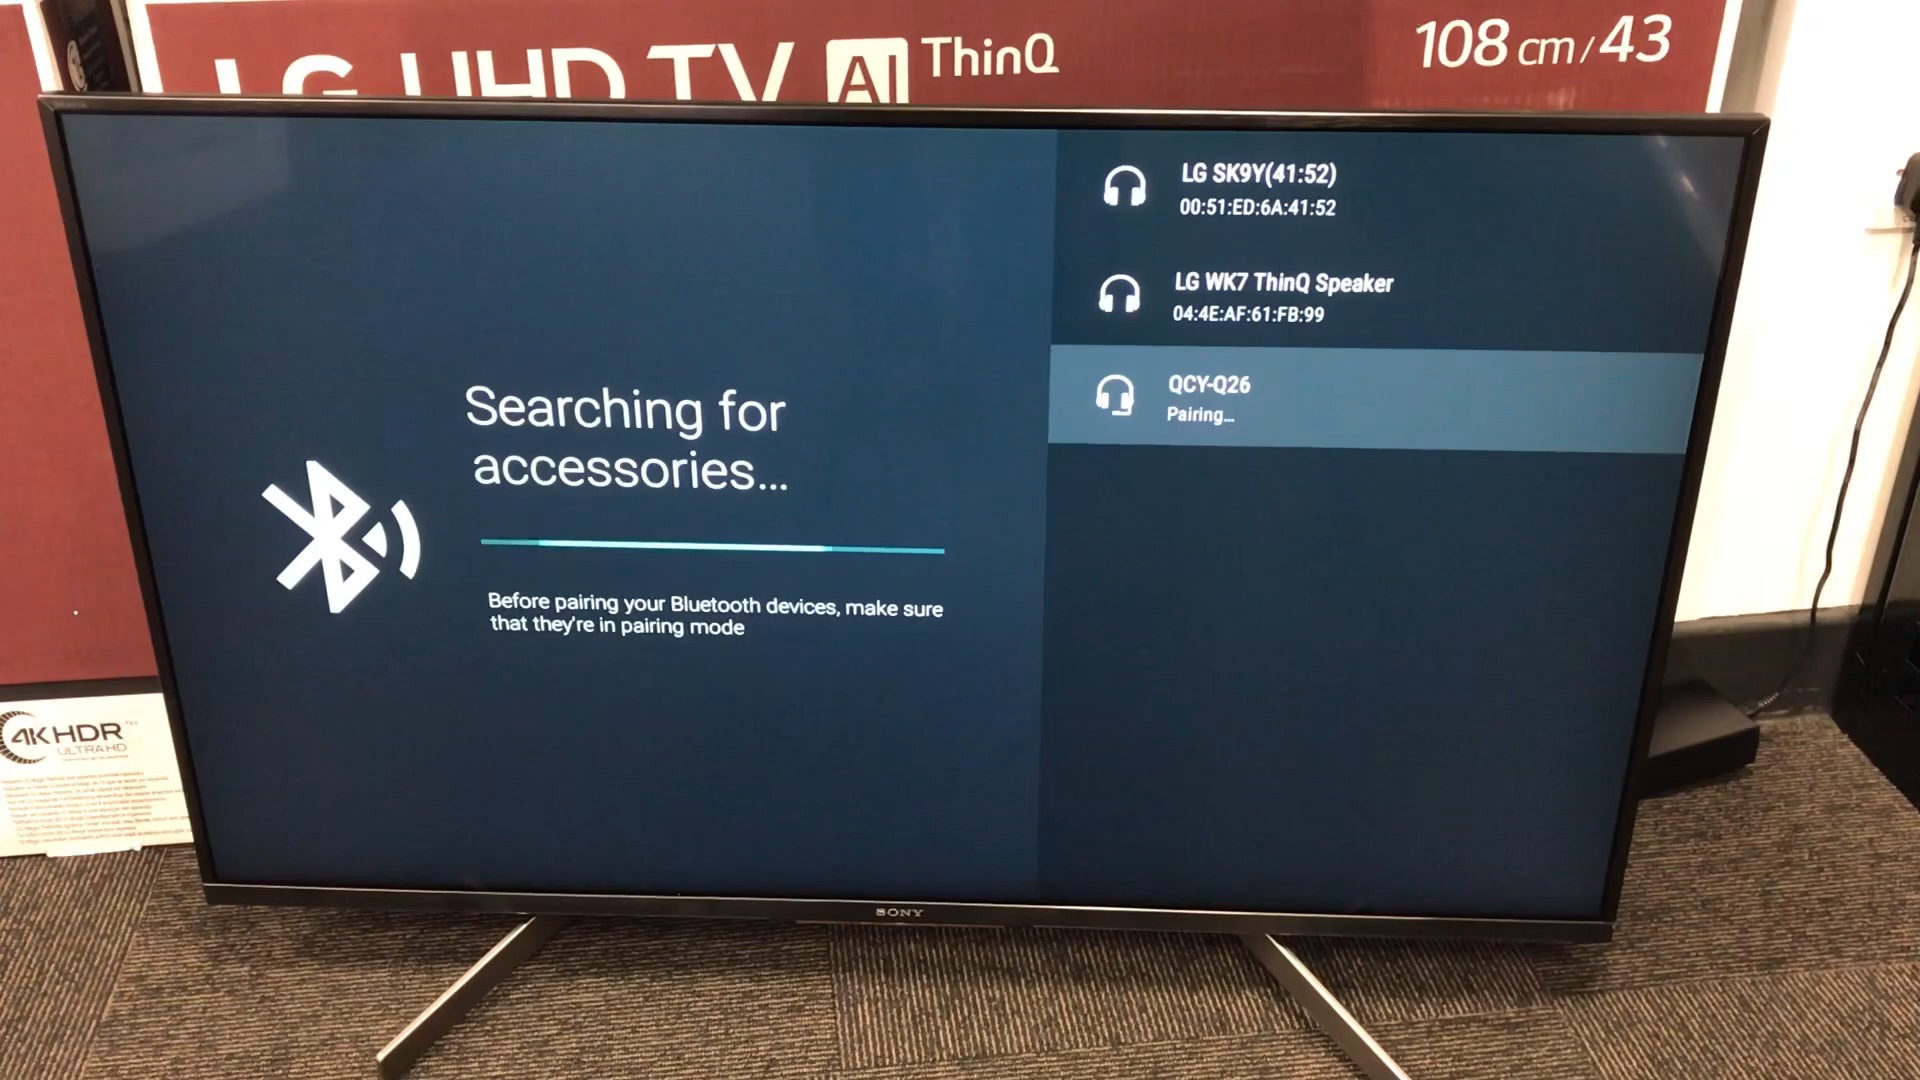 LG UHD TV AI ThinQ
108 cm/43
Searching for
accessories...
Before pairing your Bluetooth devices, make sure
that they're in pairing mode
LG SK9Y(41:52)
00:51:ED:6A:41:52
LG WK7 ThinQ Speaker
04:4E:AF:61:FB:99
QCY-Q26
Pairing...
4K HDR
ULTRA HD
SONY